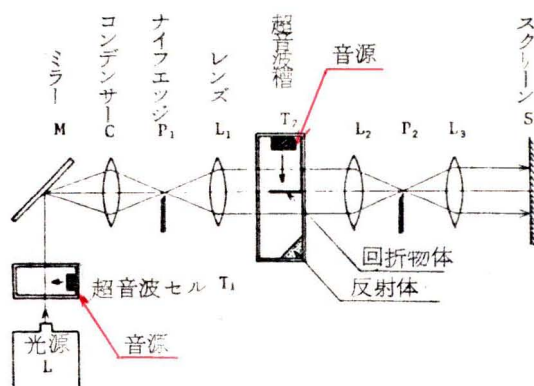 ミラー
M
コンデンサー
C
ナイフエッジ
P₁
レンズ
L₁
超音波槽
T₂
音源
L₂
P₂
L₃
スクリーン
S
回折物体
反射体
超音波セル T₁
音源
光源
L